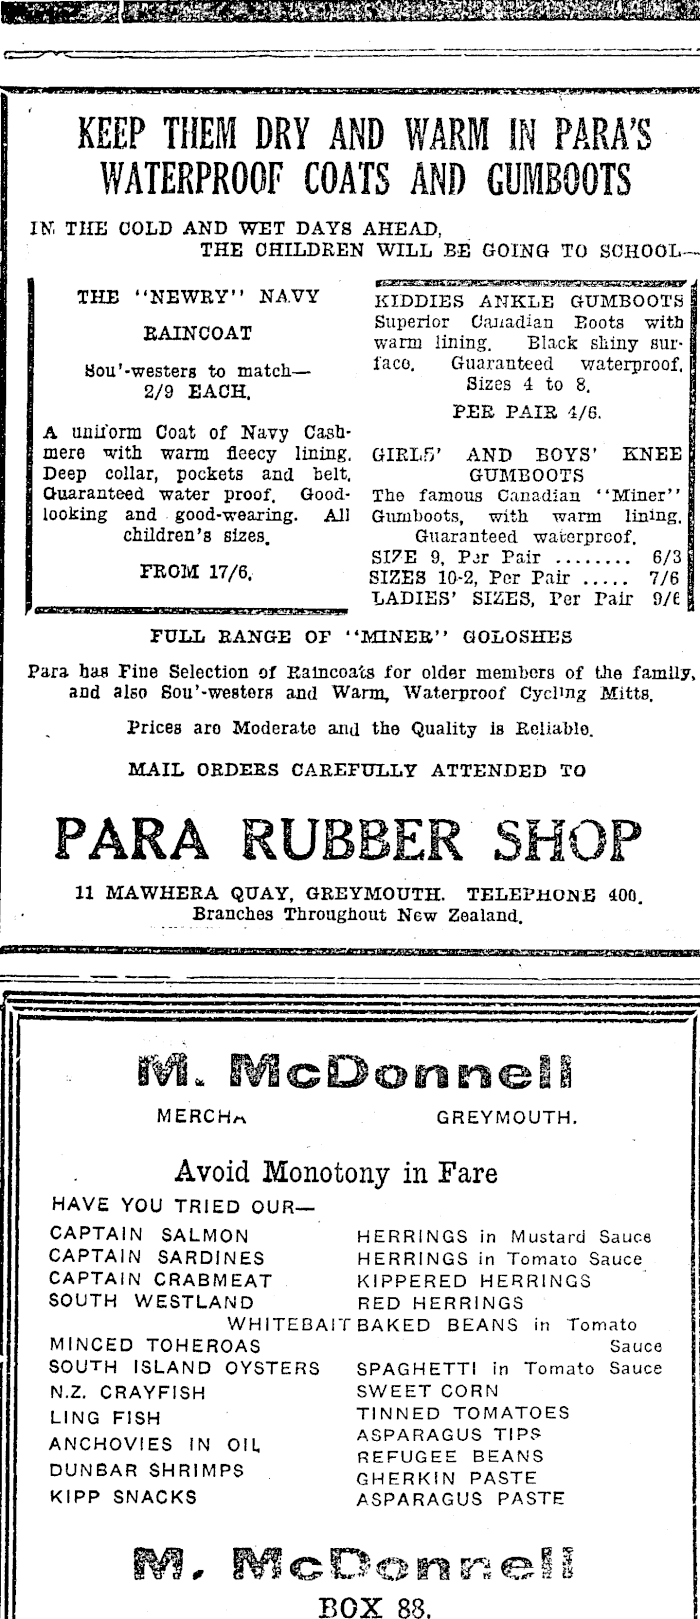 KEEP THEM DRY AND WARM IN PARA'S
WATERPROOF COATS AND GUMBOOTS
IN THE COLD AND WET DAYS AHEAD,
THE CHILDREN WILL BE GOING TO SCHOOL—
THE "NEWRY" NAVY
RAINCOAT
Sou'-westers to match—
2/9 EACH.
A uniform Coat of Navy Cash-
mere with warm fleecy lining.
Deep collar, pockets and belt.
Guaranteed water proof. Good-
looking and good-wearing. All
children's sizes.
FROM 17/6.
KIDDIES ANKLE GUMBOOTS
Superior Canadian Boots with
warm lining. Black shiny sur-
face. Guaranteed waterproof.
Sizes 4 to 8.
PER PAIR 4/6.
GIRLS' AND BOYS' KNEE
GUMBOOTS
The famous Canadian "Miner"
Gumboots, with warm lining.
Guaranteed waterproof.
SIZE 9, Per Pair ........ 6/3
SIZES 10-2, Per Pair ..... 7/6
LADIES' SIZES, Per Pair 9/6
FULL RANGE OF "MINER" GOLOSHES
Para has Fine Selection of Raincoats for older members of the family,
and also Sou'-westers and Warm, Waterproof Cycling Mitts.
Prices are Moderate and the Quality is Reliable.
MAIL ORDERS CAREFULLY ATTENDED TO
PARA RUBBER SHOP
11 MAWHERA QUAY, GREYMOUTH. TELEPHONE 400.
Branches Throughout New Zealand.
M. McDonnell
MERCHA GREYMOUTH.
Avoid Monotony in Fare
HAVE YOU TRIED OUR—
CAPTAIN SALMON
CAPTAIN SARDINES
CAPTAIN CRABMEAT
SOUTH WESTLAND
WHITEBAIT
MINCED TOHEROAS
SOUTH ISLAND OYSTERS
N.Z. CRAYFISH
LING FISH
ANCHOVIES IN OIL
DUNBAR SHRIMPS
KIPP SNACKS
HERRINGS in Mustard Sauce
HERRINGS in Tomato Sauce
KIPPERED HERRINGS
RED HERRINGS
BAKED BEANS in Tomato
Sauce
SPAGHETTI in Tomato Sauce
SWEET CORN
TINNED TOMATOES
ASPARAGUS TIPS
REFUGEE BEANS
GHERKIN PASTE
ASPARAGUS PASTE
M. McDonnell
BOX 88.